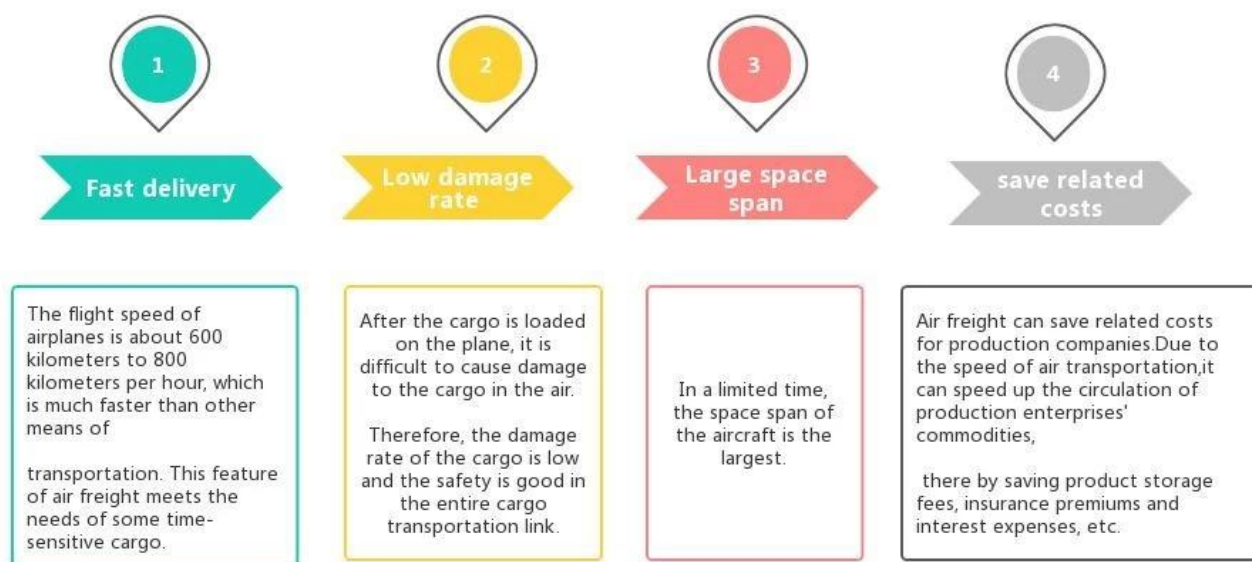 1
Fast delivery
The flight speed of
airplanes is about 600
kilometers to 800
kilometers per hour, which
is much faster than other
means of
transportation. This feature
of air freight meets the
needs of some time-
sensitive cargo.
2
Low damage
rate
After the cargo is loaded
on the plane, it is
difficult to cause damage
to the cargo in the air.
Therefore, the damage
rate of the cargo is low
and the safety is good in
the entire cargo
transportation link.
3
Large space
span
In a limited time,
the space span of
the aircraft is the
largest.
4
save related
costs
Air freight can save related costs
for production companies.Due to
the speed of air transportation,it
can speed up the circulation of
production enterprises'
commodities,
there by saving product storage
fees, insurance premiums and
interest expenses, etc.